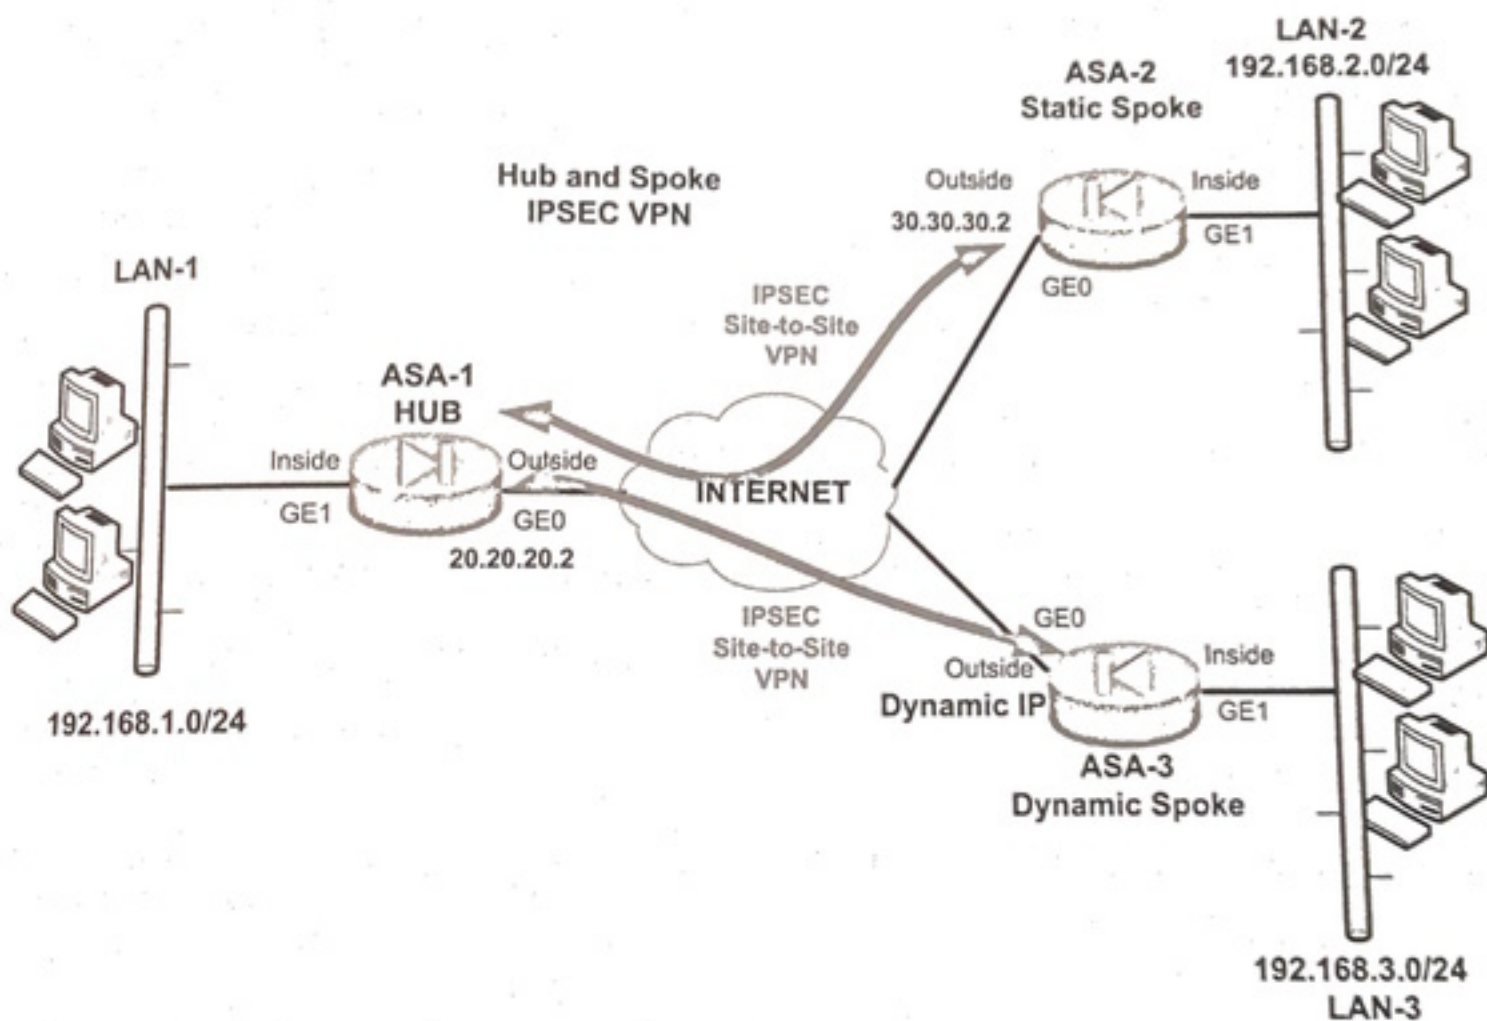 LAN-2
192.168.2.0/24
ASA-2
Static Spoke
Hub and Spoke
IPSEC VPN
Outside
Inside
30.30.30.2
GE1
GE0
LAN-1
IPSEC
Site-to-Site
VPN
ASA-1
HUB
Inside
Outside
INTERNET
GE1
GE0
20.20.20.2
IPSEC
Site-to-Site
VPN
GE0
Outside
Inside
Dynamic IP
GE1
192.168.1.0/24
ASA-3
Dynamic Spoke
192.168.3.0/24
LAN-3